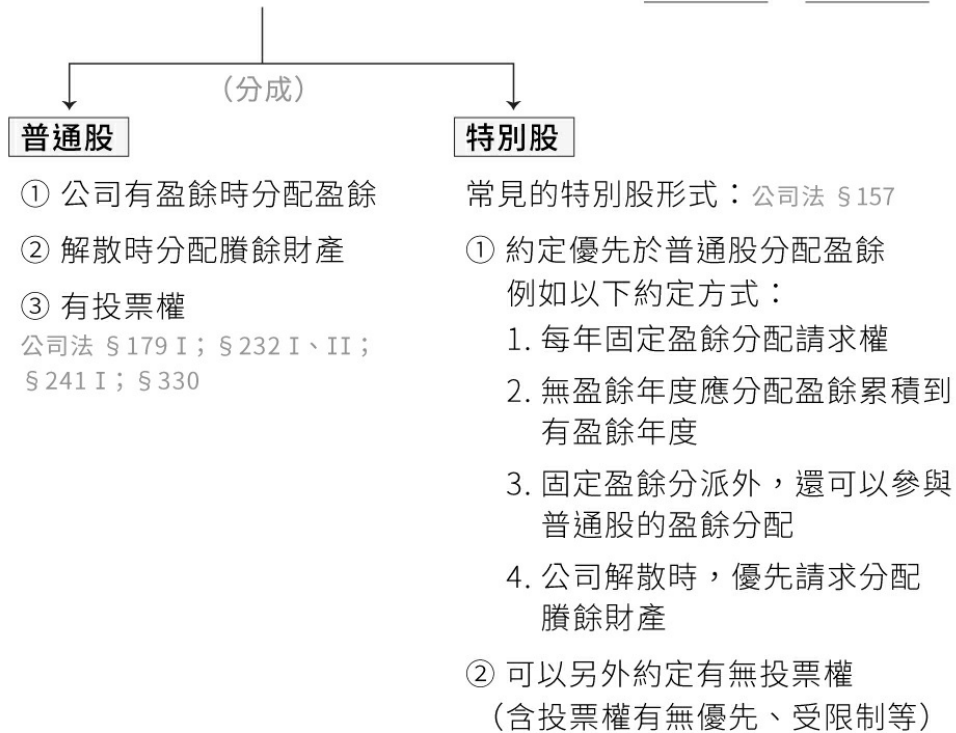 （分成）
普通股
① 公司有盈餘時分配盈餘
② 解散時分配賸餘財產
③ 有投票權
公司法 §179 I；§232 I、II；
§241 I；§330
特別股
常見的特別股形式：公司法 §157
① 約定優先於普通股分配盈餘
例如以下約定方式：
1. 每年固定盈餘分配請求權
2. 無盈餘年度應分配盈餘累積到
有盈餘年度
3. 固定盈餘分派外，還可以參與
普通股的盈餘分配
4. 公司解散時，優先請求分配
賸餘財產
② 可以另外約定有無投票權
（含投票權有無優先、受限制等）